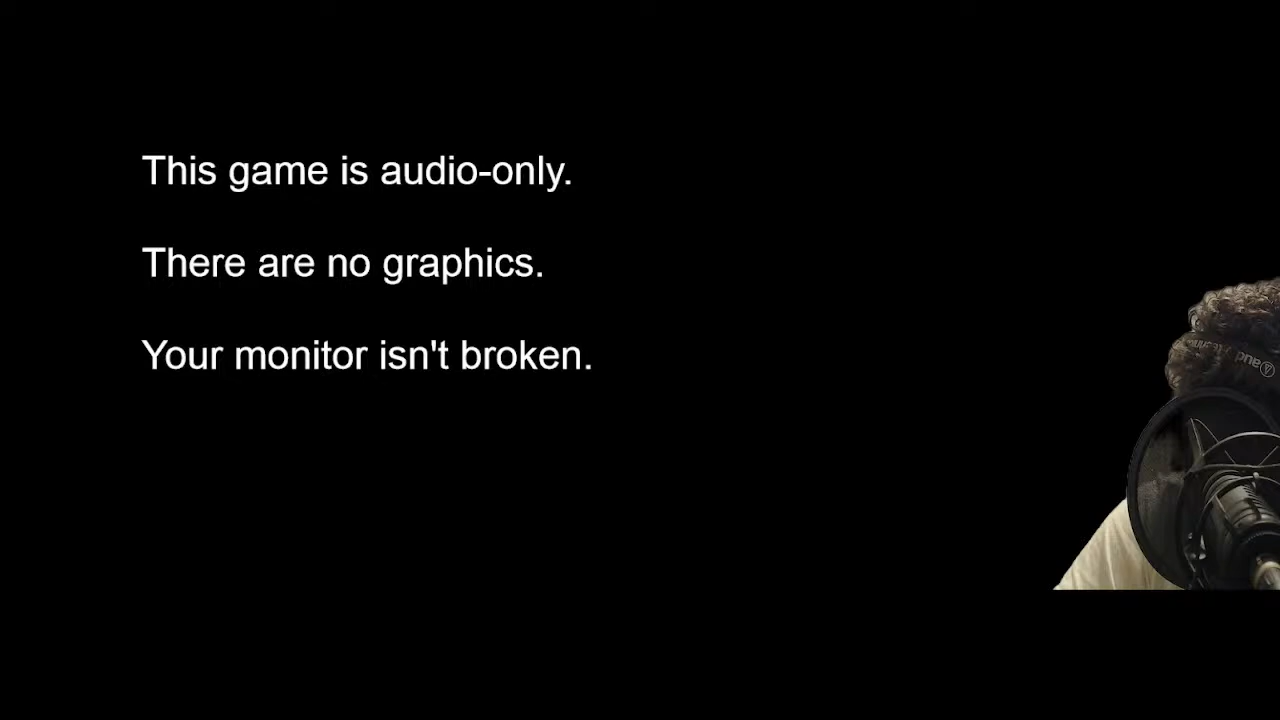 This game is audio-only.
There are no graphics.
Your monitor isn't broken.